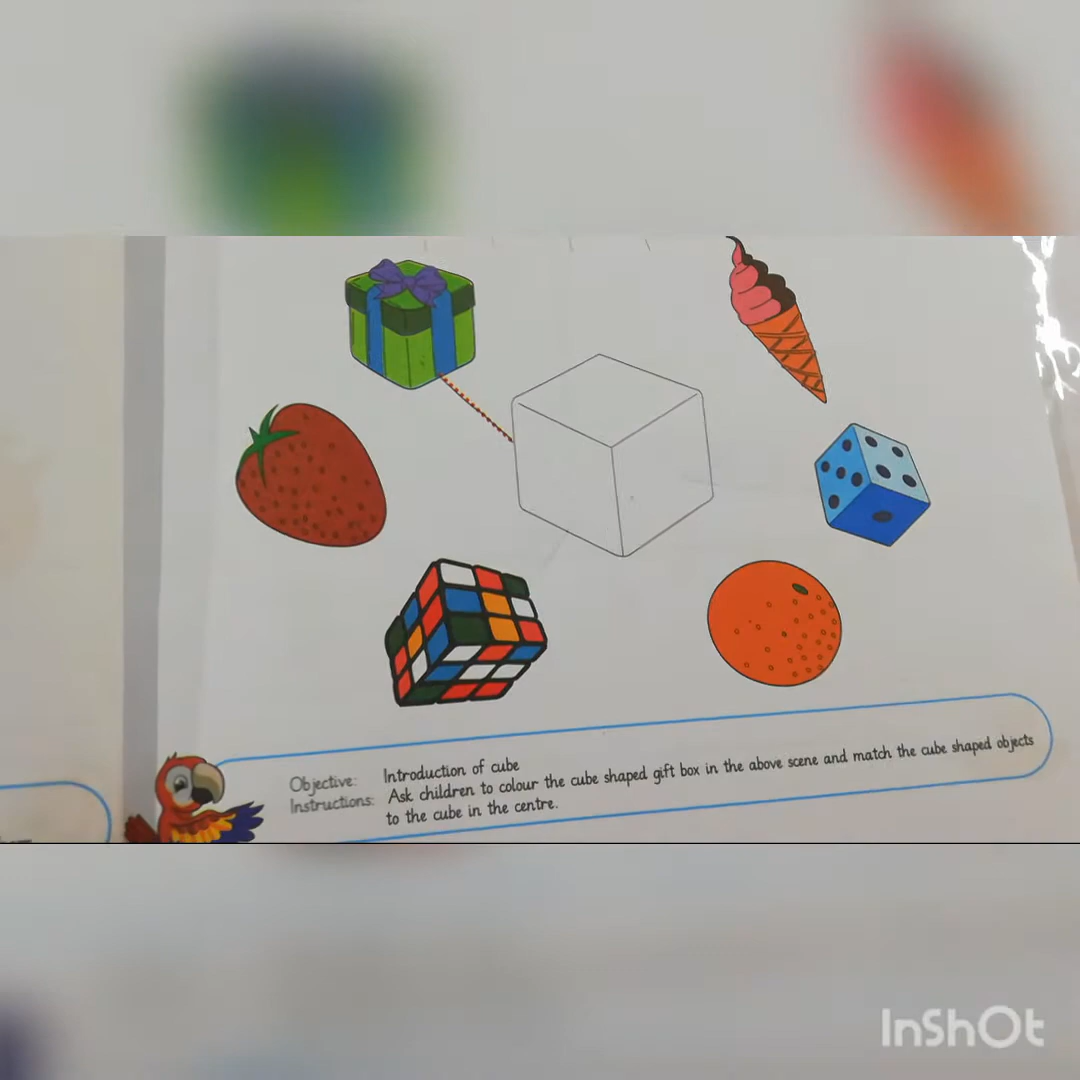 Objective: Introduction of cube
Instructions: Ask children to colour the cube shaped gift box in the above scene and match the cube shaped objects
to the cube in the centre.
InShOt